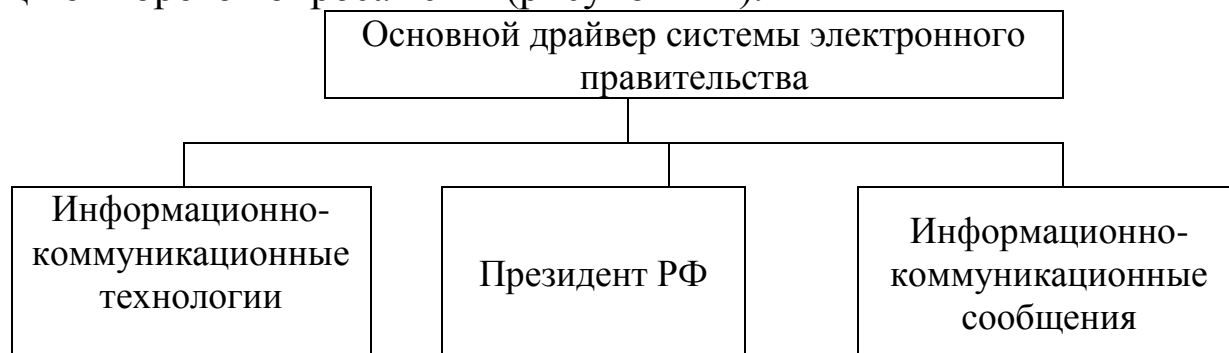 Основной драйвер системы электронного
правительства
Информационно-
коммуникационные
технологии
Президент РФ
Информационно-
коммуникационные
сообщения